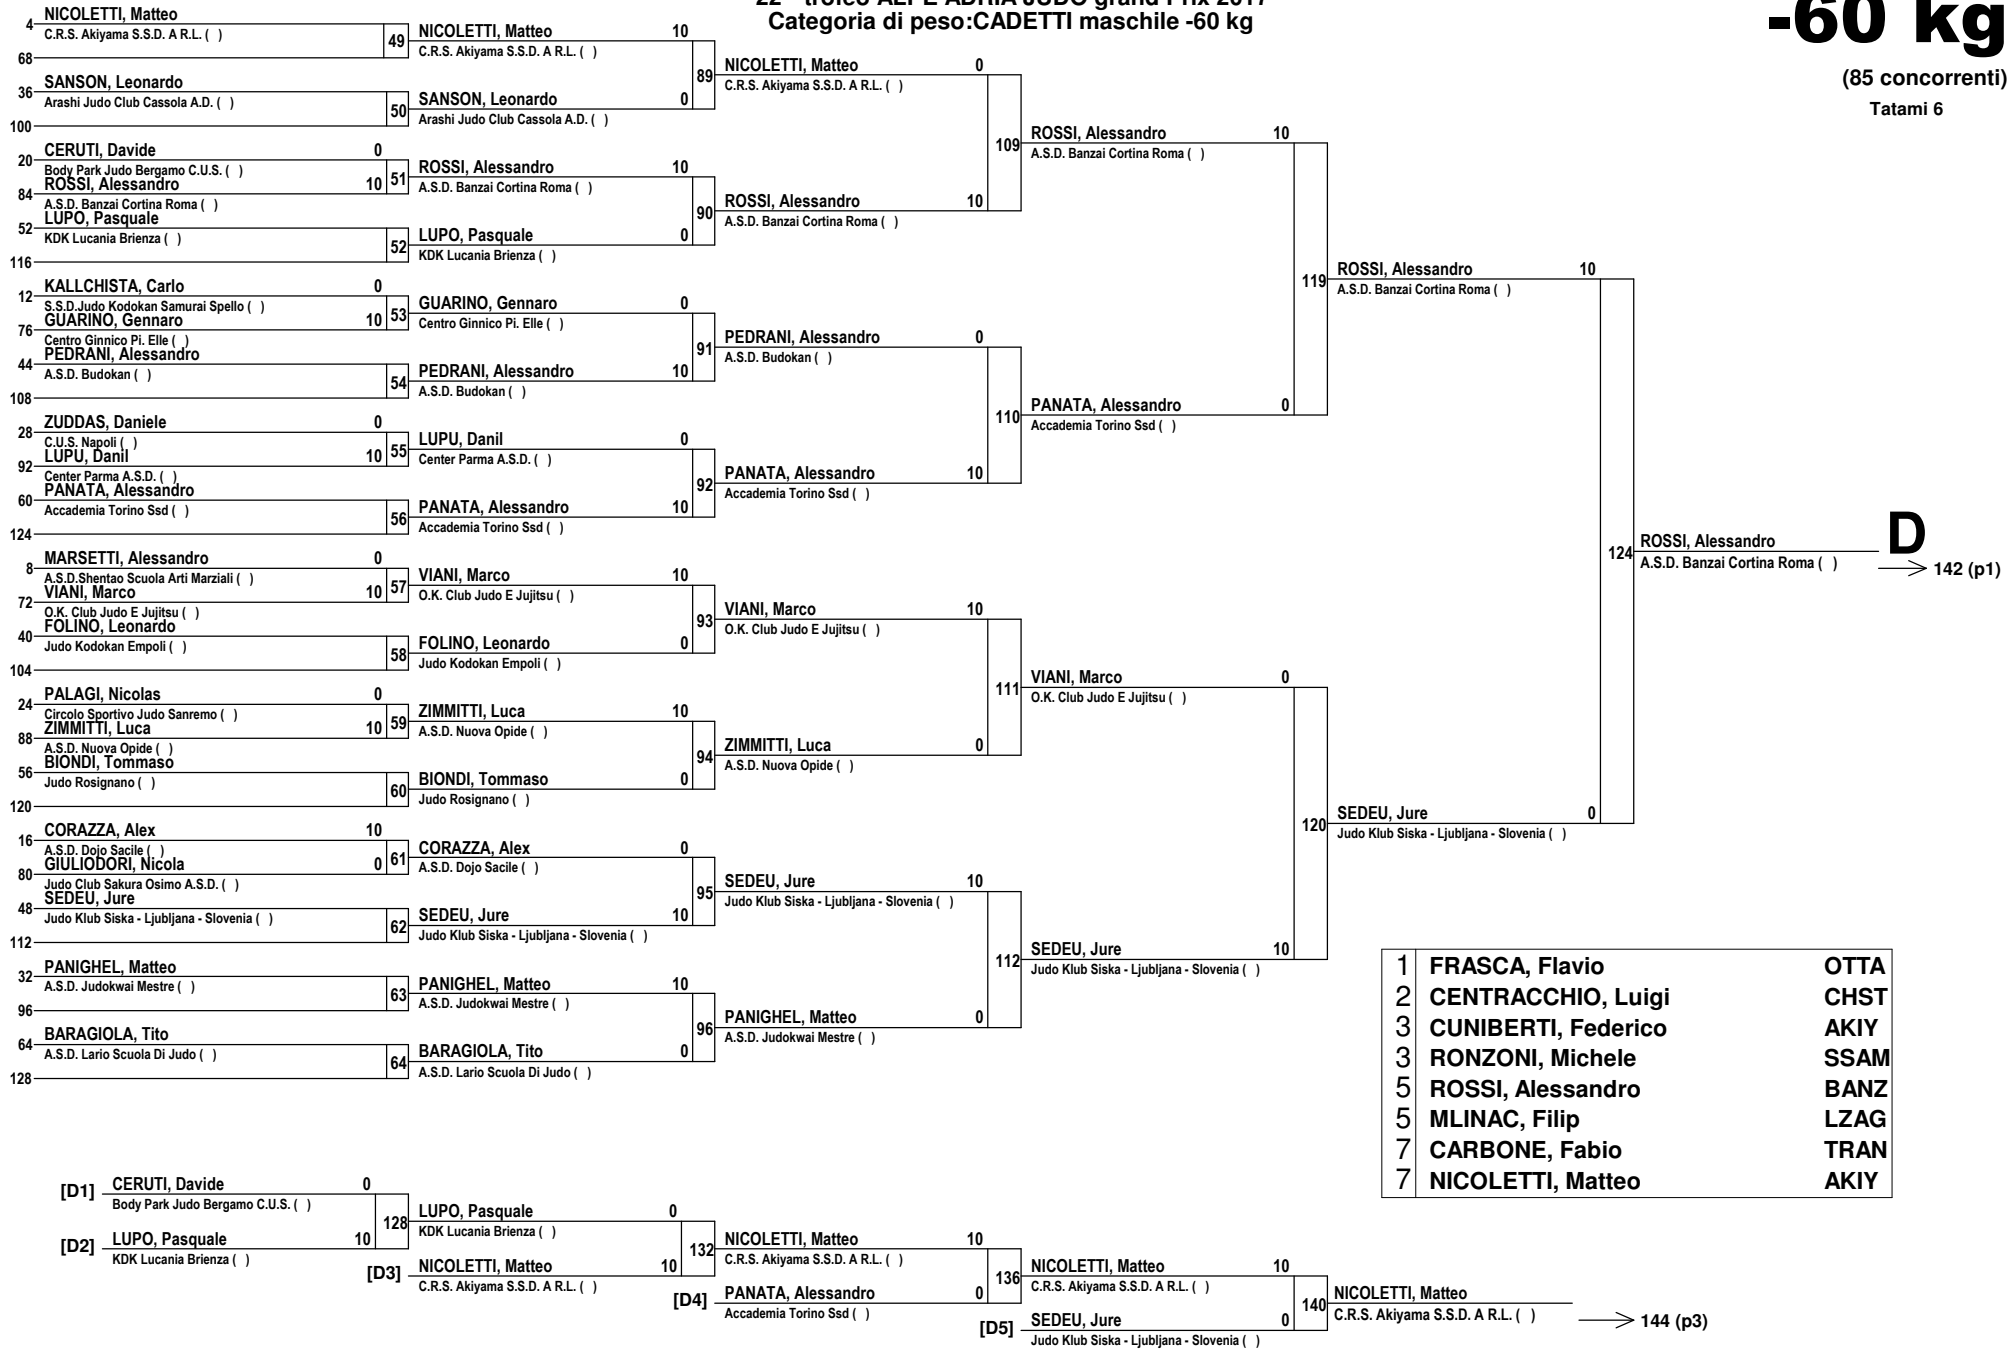 22° trofeo ALPE ADRIA JUDO grand Prix 2017
Categoria di peso:CADETTI maschile -60 kg
-60 kg
(85 concorrenti)
Tatami 6
4
NICOLETTI, Matteo
C.R.S. Akiyama S.S.D. A R.L. ( )
68
49
36
SANSON, Leonardo
Arashi Judo Club Cassola A.D. ( )
100
50
20
CERUTI, Davide 0
Body Park Judo Bergamo C.U.S. ( )
84
ROSSI, Alessandro 10
A.S.D. Banzai Cortina Roma ( )
51
52
LUPO, Pasquale
KDK Lucania Brienza ( )
116
52
12
KALLCHISTA, Carlo 0
S.S.D.Judo Kodokan Samurai Spello ( )
76
GUARINO, Gennaro 10
Centro Ginnico Pi. Elle ( )
53
44
PEDRANI, Alessandro
A.S.D. Budokan ( )
108
54
28
ZUDDAS, Daniele 0
C.U.S. Napoli ( )
92
LUPU, Danil 10
Center Parma A.S.D. ( )
55
60
PANATA, Alessandro
Accademia Torino Ssd ( )
124
56
8
MARSETTI, Alessandro 0
A.S.D.Shentao Scuola Arti Marziali ( )
72
VIANI, Marco 10
O.K. Club Judo E Jujitsu ( )
57
40
FOLINO, Leonardo
Judo Kodokan Empoli ( )
104
58
24
PALAGI, Nicolas 0
Circolo Sportivo Judo Sanremo ( )
88
ZIMMITTI, Luca 10
A.S.D. Nuova Opide ( )
59
56
BIONDI, Tommaso
Judo Rosignano ( )
120
60
16
CORAZZA, Alex 10
A.S.D. Dojo Sacile ( )
80
GIULIODORI, Nicola 0
Judo Club Sakura Osimo A.S.D. ( )
61
48
SEDEU, Jure
Judo Klub Siska - Ljubljana - Slovenia ( )
112
62
32
PANIGHEL, Matteo
A.S.D. Judokwai Mestre ( )
96
63
64
BARAGIOLA, Tito
A.S.D. Lario Scuola Di Judo ( )
128
64
NICOLETTI, Matteo 10
C.R.S. Akiyama S.S.D. A R.L. ( )
89
SANSON, Leonardo 0
Arashi Judo Club Cassola A.D. ( )
ROSSI, Alessandro 10
A.S.D. Banzai Cortina Roma ( )
90
LUPO, Pasquale 0
KDK Lucania Brienza ( )
GUARINO, Gennaro 0
Centro Ginnico Pi. Elle ( )
91
PEDRANI, Alessandro 10
A.S.D. Budokan ( )
LUPU, Danil 0
Center Parma A.S.D. ( )
92
PANATA, Alessandro 10
Accademia Torino Ssd ( )
VIANI, Marco 10
O.K. Club Judo E Jujitsu ( )
93
FOLINO, Leonardo 0
Judo Kodokan Empoli ( )
ZIMMITTI, Luca 10
A.S.D. Nuova Opide ( )
94
BIONDI, Tommaso 0
Judo Rosignano ( )
CORAZZA, Alex 0
A.S.D. Dojo Sacile ( )
95
SEDEU, Jure 10
Judo Klub Siska - Ljubljana - Slovenia ( )
PANIGHEL, Matteo 10
A.S.D. Judokwai Mestre ( )
96
BARAGIOLA, Tito 0
A.S.D. Lario Scuola Di Judo ( )
NICOLETTI, Matteo 0
C.R.S. Akiyama S.S.D. A R.L. ( )
109
ROSSI, Alessandro 10
A.S.D. Banzai Cortina Roma ( )
PEDRANI, Alessandro 0
A.S.D. Budokan ( )
110
PANATA, Alessandro 10
Accademia Torino Ssd ( )
VIANI, Marco 10
O.K. Club Judo E Jujitsu ( )
111
ZIMMITTI, Luca 0
A.S.D. Nuova Opide ( )
SEDEU, Jure 10
Judo Klub Siska - Ljubljana - Slovenia ( )
112
PANIGHEL, Matteo 0
A.S.D. Judokwai Mestre ( )
ROSSI, Alessandro 10
A.S.D. Banzai Cortina Roma ( )
119
PANATA, Alessandro 0
Accademia Torino Ssd ( )
VIANI, Marco 0
O.K. Club Judo E Jujitsu ( )
120
SEDEU, Jure 10
Judo Klub Siska - Ljubljana - Slovenia ( )
ROSSI, Alessandro 10
A.S.D. Banzai Cortina Roma ( )
124
SEDEU, Jure 0
Judo Klub Siska - Ljubljana - Slovenia ( )
ROSSI, Alessandro
A.S.D. Banzai Cortina Roma ( )
D
142 (p1)
1 FRASCA, Flavio OTTA
2 CENTRACCHIO, Luigi CHST
3 CUNIBERTI, Federico AKIY
3 RONZONI, Michele SSAM
5 ROSSI, Alessandro BANZ
5 MLINAC, Filip LZAG
7 CARBONE, Fabio TRAN
7 NICOLETTI, Matteo AKIY
[D1] CERUTI, Davide 0
Body Park Judo Bergamo C.U.S. ( )
128
[D2] LUPO, Pasquale 10
KDK Lucania Brienza ( )
LUPO, Pasquale 0
KDK Lucania Brienza ( )
132
[D3] NICOLETTI, Matteo 10
C.R.S. Akiyama S.S.D. A R.L. ( )
NICOLETTI, Matteo 10
C.R.S. Akiyama S.S.D. A R.L. ( )
136
[D4] PANATA, Alessandro 0
Accademia Torino Ssd ( )
NICOLETTI, Matteo 10
C.R.S. Akiyama S.S.D. A R.L. ( )
140
[D5] SEDEU, Jure 0
Judo Klub Siska - Ljubljana - Slovenia ( )
NICOLETTI, Matteo
C.R.S. Akiyama S.S.D. A R.L. ( )
144 (p3)